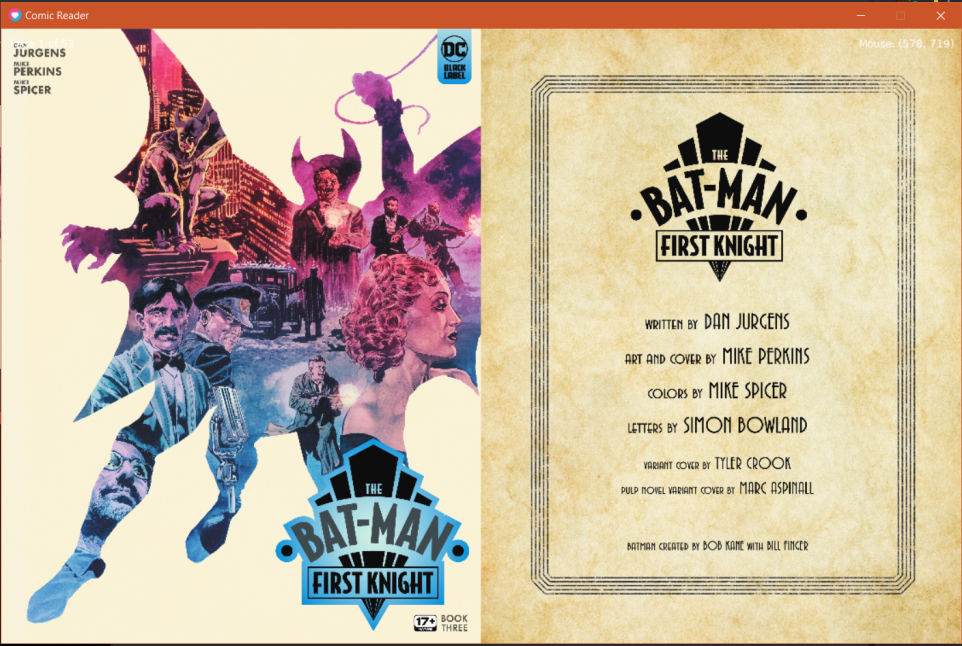 Comic Reader
Mouse: (578, 719)
DAN
JURGENS
MIKE
PERKINS
MIKE
SPICER
DC
BLACK
LABEL
THE
BAT-MAN
FIRST KNIGHT
17+
BOOK
THREE
THE
BAT-MAN
FIRST KNIGHT
WRITTEN BY DAN JURGENS
ART AND COVER BY MIKE PERKINS
COLORS BY MIKE SPICER
LETTERS BY SIMON BOWLAND
VARIANT COVER BY TYLER CROOK
PULP NOVEL VARIANT COVER BY MARC ASPINALL
BATMAN CREATED BY BOB KANE WITH BILL FINGER